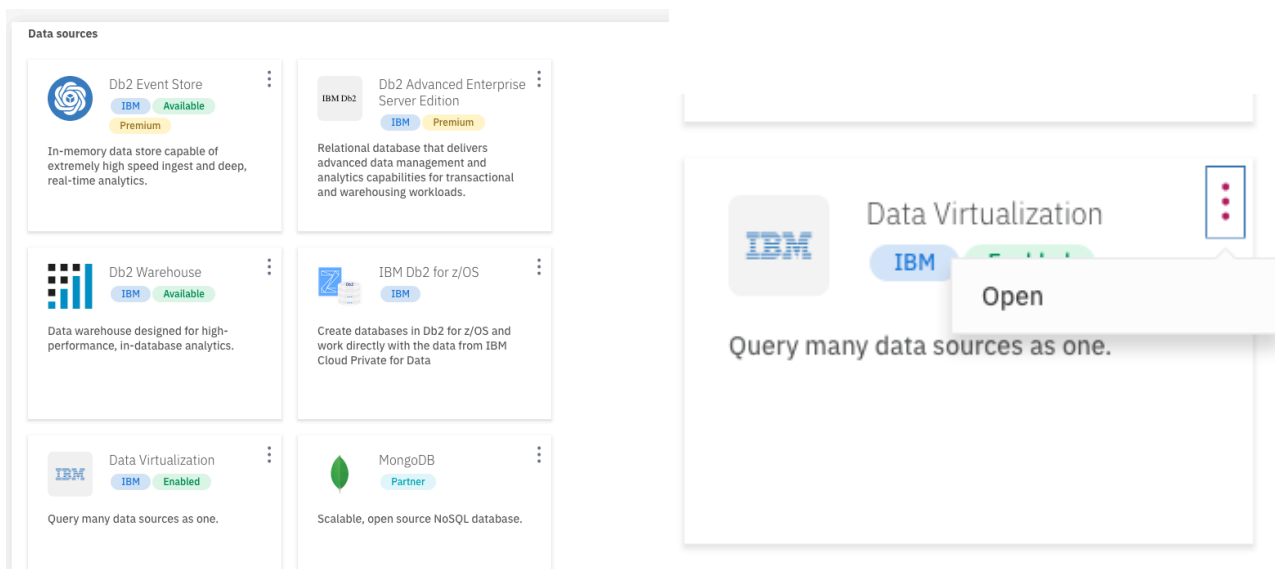 Data sources
Db2 Event Store
IBM Available
Premium
In-memory data store capable of
extremely high speed ingest and deep,
real-time analytics.
IBM Db2
Db2 Advanced Enterprise
Server Edition
IBM Premium
Relational database that delivers
advanced data management and
analytics capabilities for transactional
and warehousing workloads.
Db2 Warehouse
IBM Available
Data warehouse designed for high-
performance, in-database analytics.
IBM Db2 for z/OS
IBM
Create databases in Db2 for z/OS and
work directly with the data from IBM
Cloud Private for Data
IBM
Data Virtualization
IBM Enabled
Query many data sources as one.
MongoDB
Partner
Scalable, open source NoSQL database.
IBM
Data Virtualization
IBM
Open
Query many data sources as one.